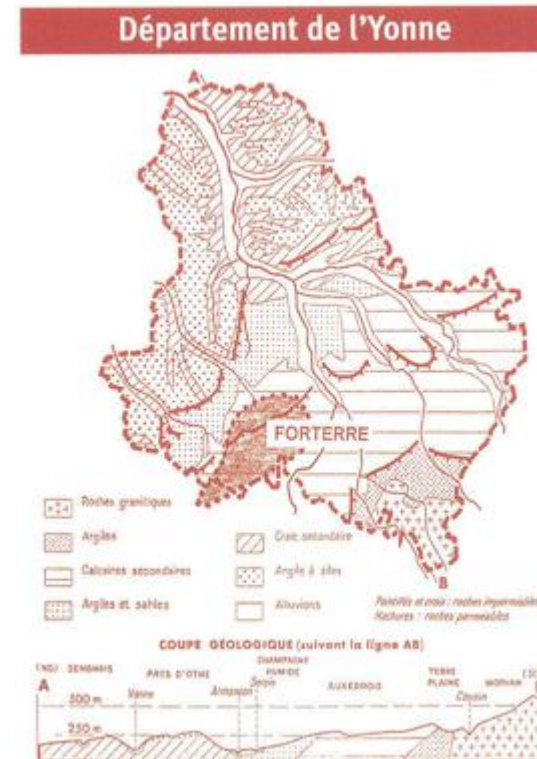 Département de l'Yonne
A
FORTERRE
B
Roches granitiques
Argiles
Calcaires secondaires
Argiles et sables
Craie secondaire
Argile à silex
Alluvions
Pointillés et croix : roches imperméables
Hachures : roches perméables
COUPE GÉOLOGIQUE (suivant la ligne AB)
SENONAIS PAYS D'OTHE CHAMPAGNE HUMIDE AUXERROIS TERRE PLAINE MORVAN
A Vanne Armançon Serein Cousin
500 m
250 m